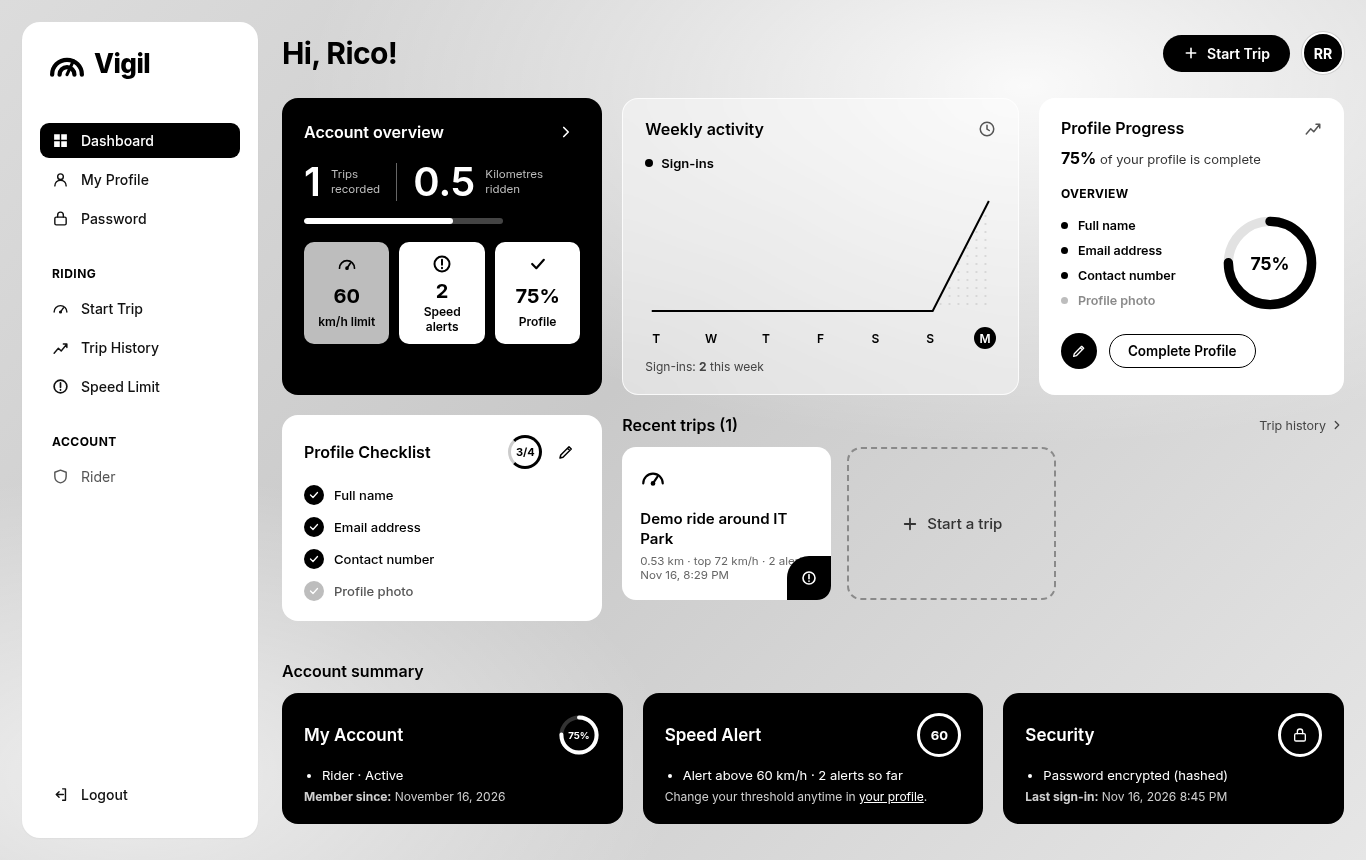 Vigil
Dashboard
My Profile
Password
RIDING
Start Trip
Trip History
Speed Limit
ACCOUNT
Rider
Logout
Hi, Rico!
Start Trip
RR
Account overview
1 Trips recorded
0.5 Kilometres ridden
60
km/h limit
2
Speed
alerts
75%
Profile
Weekly activity
Sign-ins
T W T F S S M
Sign-ins: 2 this week
Profile Progress
75% of your profile is complete
OVERVIEW
Full name
Email address
Contact number
Profile photo
75%
Complete Profile
Profile Checklist
3/4
Full name
Email address
Contact number
Profile photo
Recent trips (1)
Trip history
Demo ride around IT
Park
0.53 km · top 72 km/h · 2
Nov 16, 8:29 PM
Start a trip
Account summary
My Account
75%
Rider · Active
Member since: November 16, 2026
Speed Alert
60
Alert above 60 km/h · 2 alerts so far
Change your threshold anytime in your profile.
Security
Password encrypted (hashed)
Last sign-in: Nov 16, 2026 8:45 PM